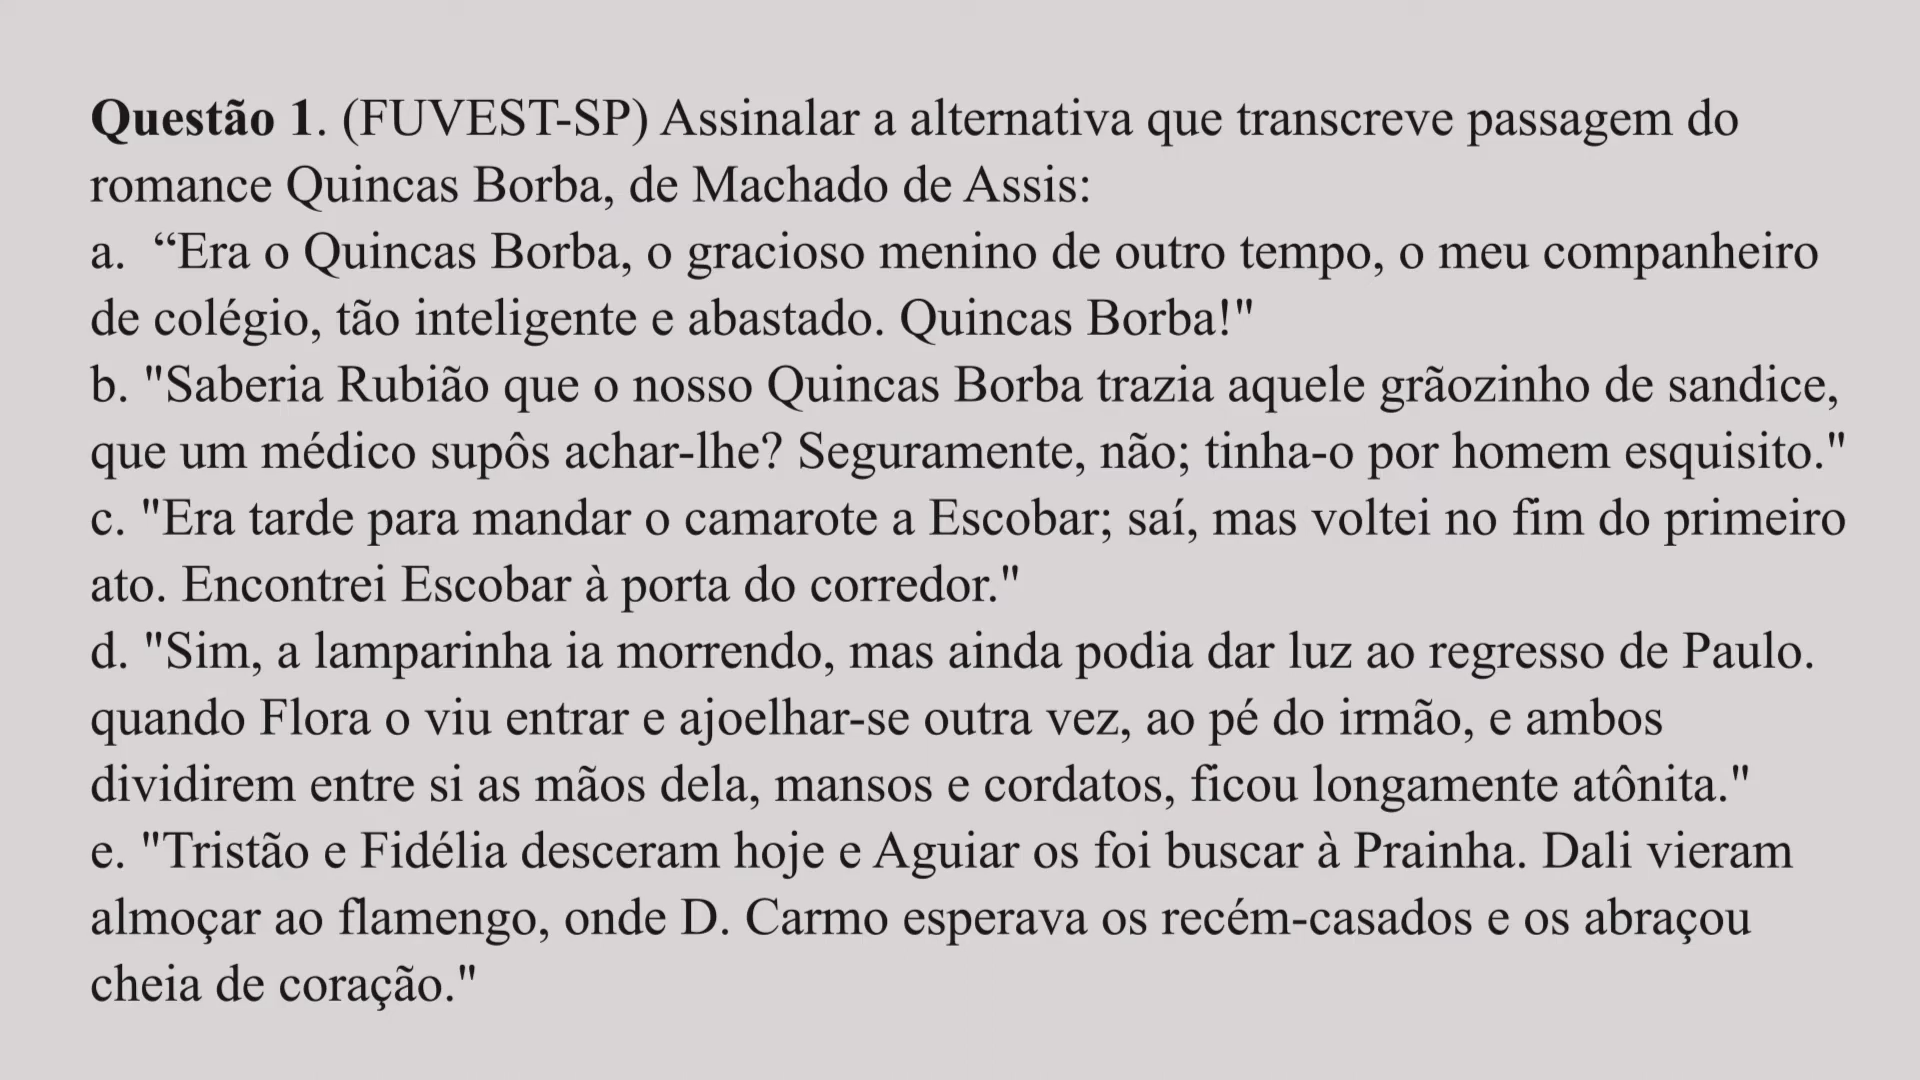 Questão 1. (FUVEST-SP) Assinalar a alternativa que transcreve passagem do
romance Quincas Borba, de Machado de Assis:
a.  “Era o Quincas Borba, o gracioso menino de outro tempo, o meu companheiro
de colégio, tão inteligente e abastado. Quincas Borba!"
b. "Saberia Rubião que o nosso Quincas Borba trazia aquele grãozinho de sandice,
que um médico supôs achar-lhe? Seguramente, não; tinha-o por homem esquisito."
c. "Era tarde para mandar o camarote a Escobar; saí, mas voltei no fim do primeiro
ato. Encontrei Escobar à porta do corredor."
d. "Sim, a lamparinha ia morrendo, mas ainda podia dar luz ao regresso de Paulo.
quando Flora o viu entrar e ajoelhar-se outra vez, ao pé do irmão, e ambos
dividirem entre si as mãos dela, mansos e cordatos, ficou longamente atônita."
e. "Tristão e Fidélia desceram hoje e Aguiar os foi buscar à Prainha. Dali vieram
almoçar ao flamengo, onde D. Carmo esperava os recém-casados e os abraçou
cheia de coração."